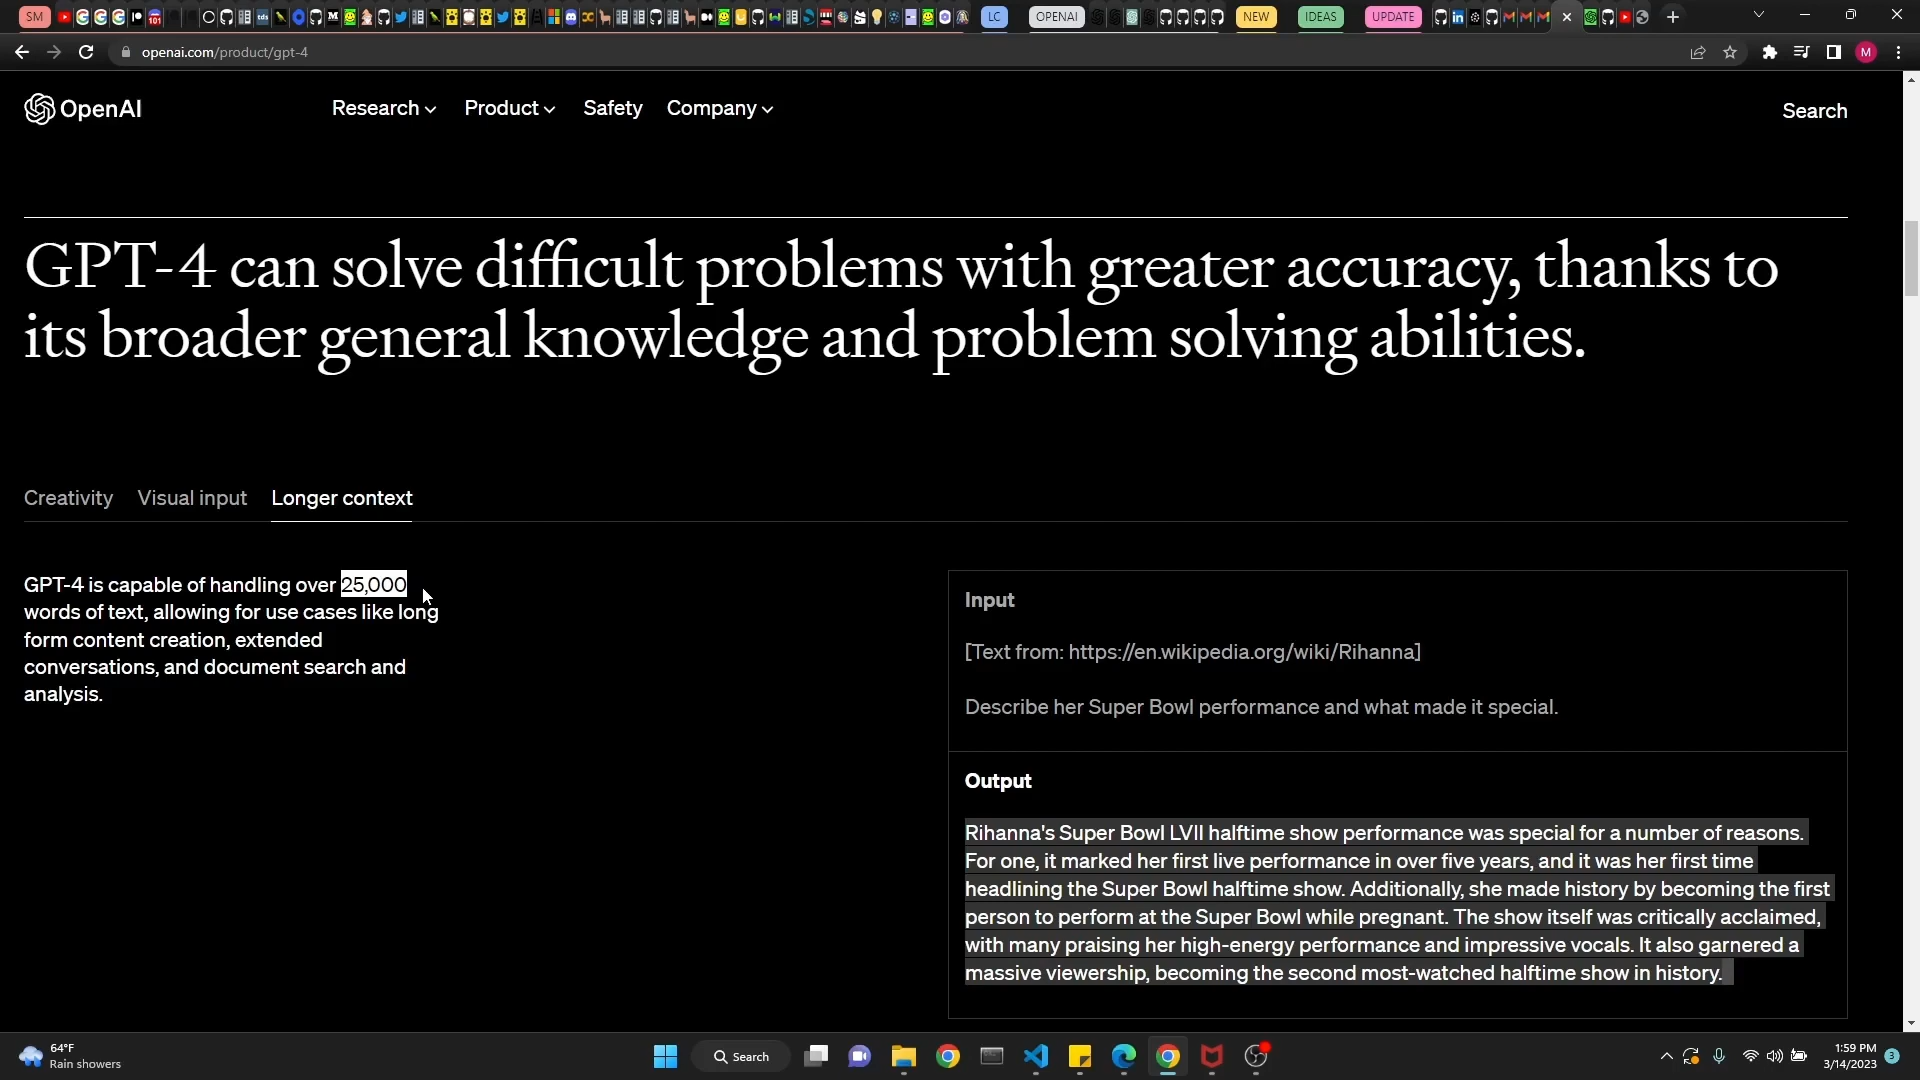 SM
LC
OPENAI
NEW
IDEAS
UPDATE
openai.com/product/gpt-4
M
OpenAI
Research
Product
Safety
Company
Search
GPT-4 can solve difficult problems with greater accuracy, thanks to
its broader general knowledge and problem solving abilities.
Creativity
Visual input
Longer context
GPT-4 is capable of handling over 25,000
words of text, allowing for use cases like long
form content creation, extended
conversations, and document search and
analysis.
Input
[Text from: https://en.wikipedia.org/wiki/Rihanna]
Describe her Super Bowl performance and what made it special.
Output
Rihanna's Super Bowl LVII halftime show performance was special for a number of reasons.
For one, it marked her first live performance in over five years, and it was her first time
headlining the Super Bowl halftime show. Additionally, she made history by becoming the first
person to perform at the Super Bowl while pregnant. The show itself was critically acclaimed,
with many praising her high-energy performance and impressive vocals. It also garnered a
massive viewership, becoming the second most-watched halftime show in history.
64°F
Rain showers
Search
1:59 PM
3/14/2023
3